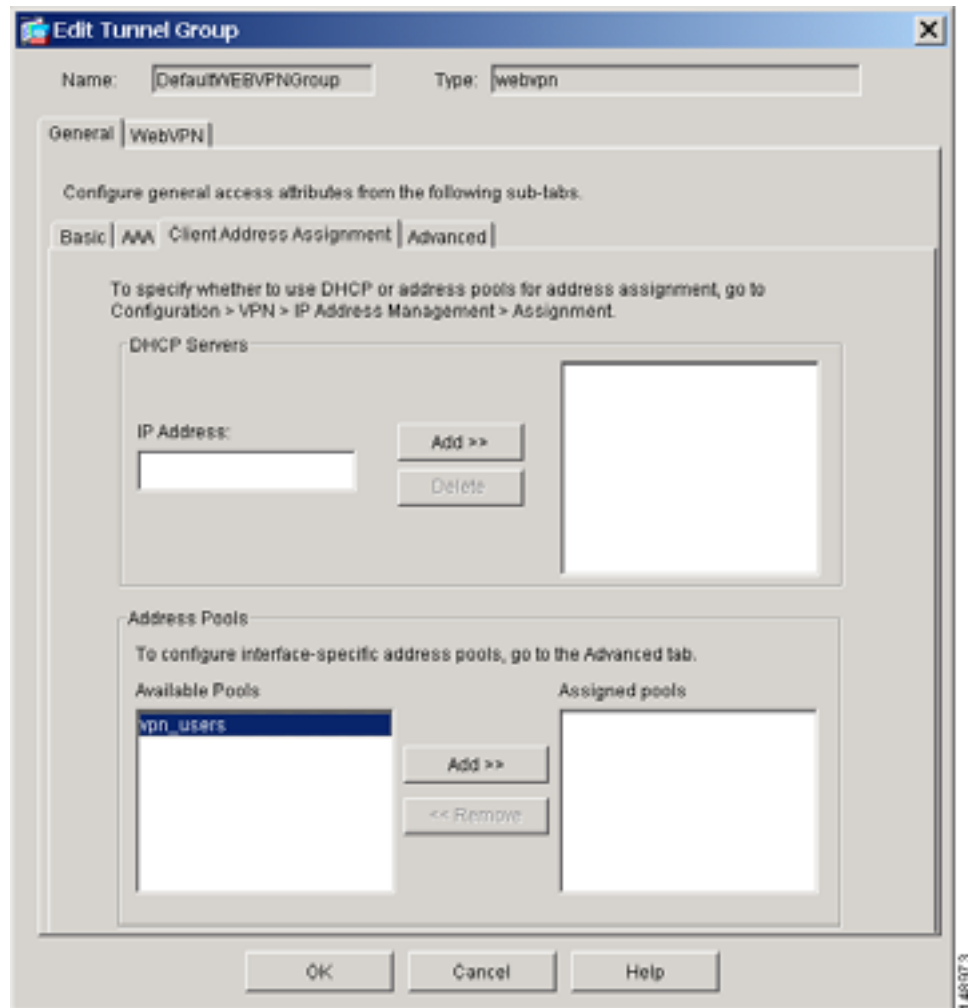 Edit Tunnel Group
Name: DefaultWEBVPNGroup Type: webvpn
General WebVPN
Configure general access attributes from the following sub-tabs.
Basic AAA Client Address Assignment Advanced
To specify whether to use DHCP or address pools for address assignment, go to
Configuration > VPN > IP Address Management > Assignment.
DHCP Servers
IP Address:
Add >>
Delete
Address Pools
To configure interface-specific address pools, go to the Advanced tab.
Available Pools Assigned pools
vpn_users
Add >>
<< Remove
OK Cancel Help
148973